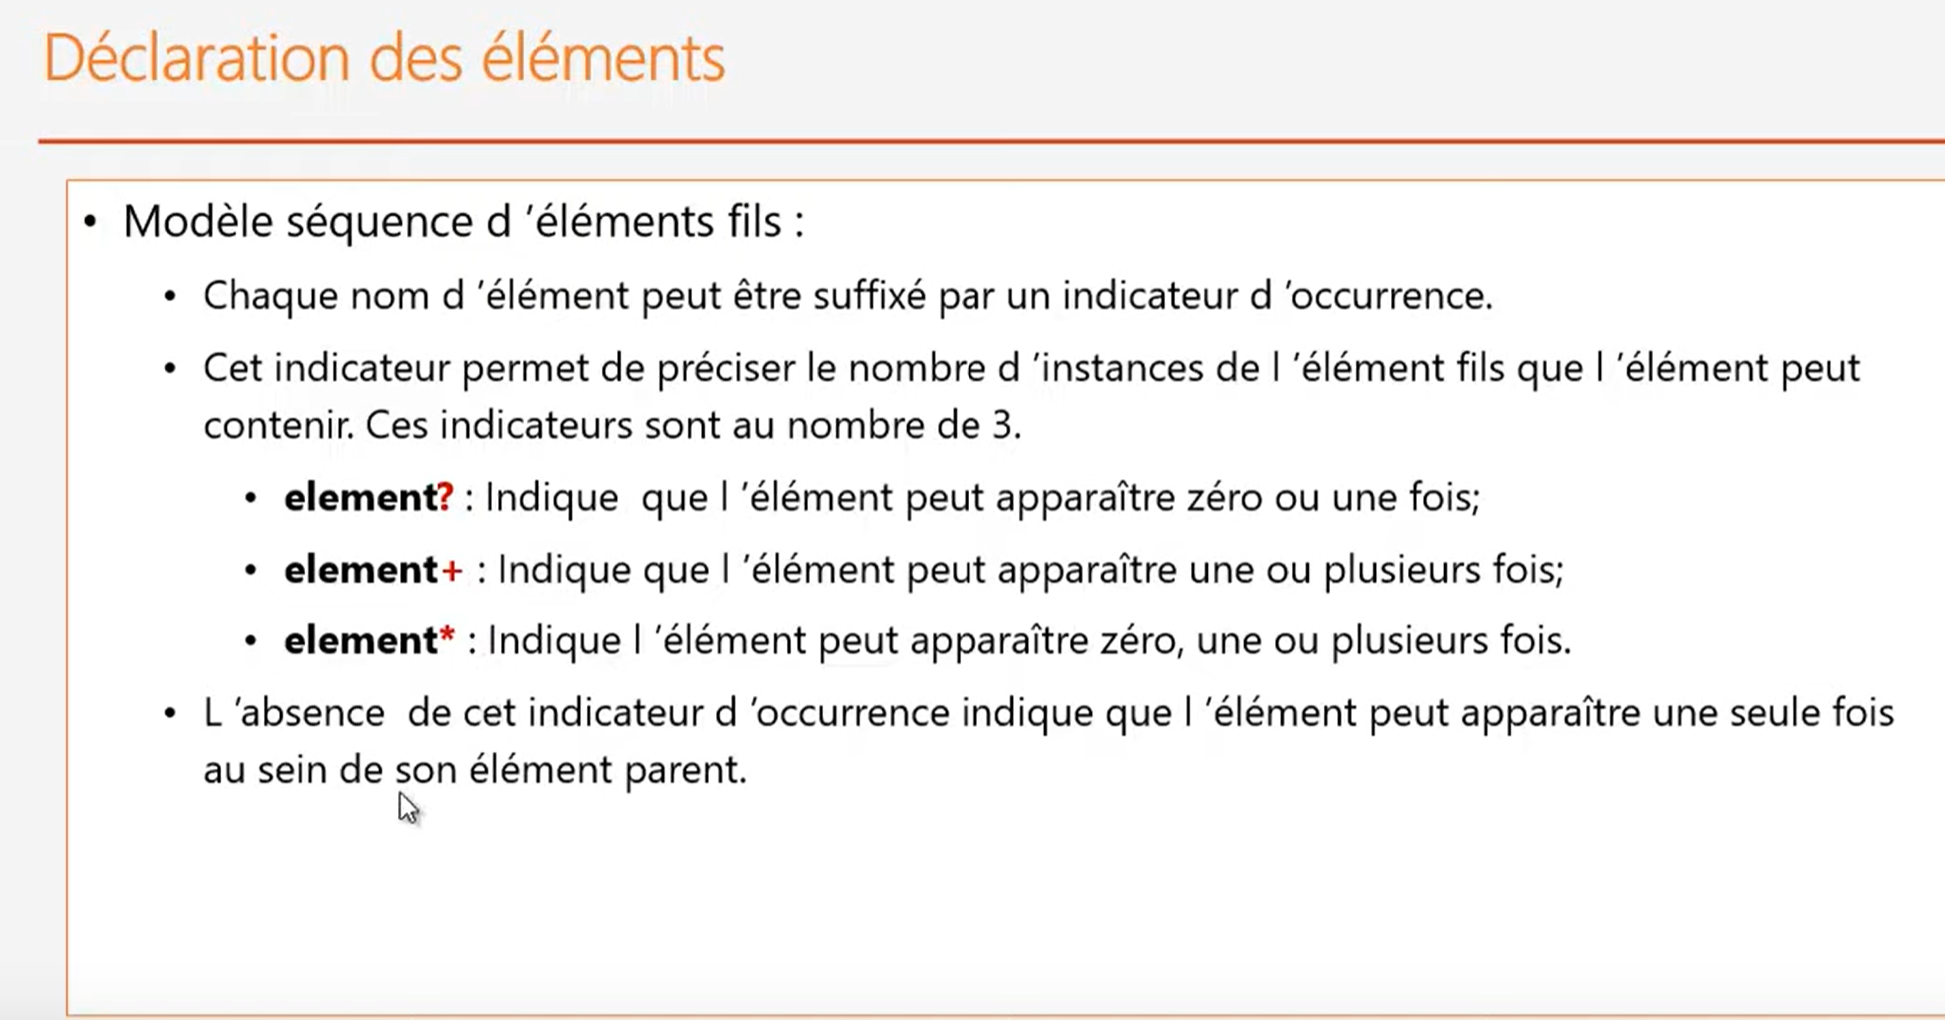 Déclaration des éléments
• Modèle séquence d ’éléments fils :
• Chaque nom d ’élément peut être suffixé par un indicateur d ’occurrence.
• Cet indicateur permet de préciser le nombre d ’instances de l ’élément fils que l ’élément peut
contenir. Ces indicateurs sont au nombre de 3.
• element? : Indique  que l ’élément peut apparaître zéro ou une fois;
• element+ : Indique que l ’élément peut apparaître une ou plusieurs fois;
• element* : Indique l ’élément peut apparaître zéro, une ou plusieurs fois.
• L ’absence  de cet indicateur d ’occurrence indique que l ’élément peut apparaître une seule fois
au sein de son élément parent.